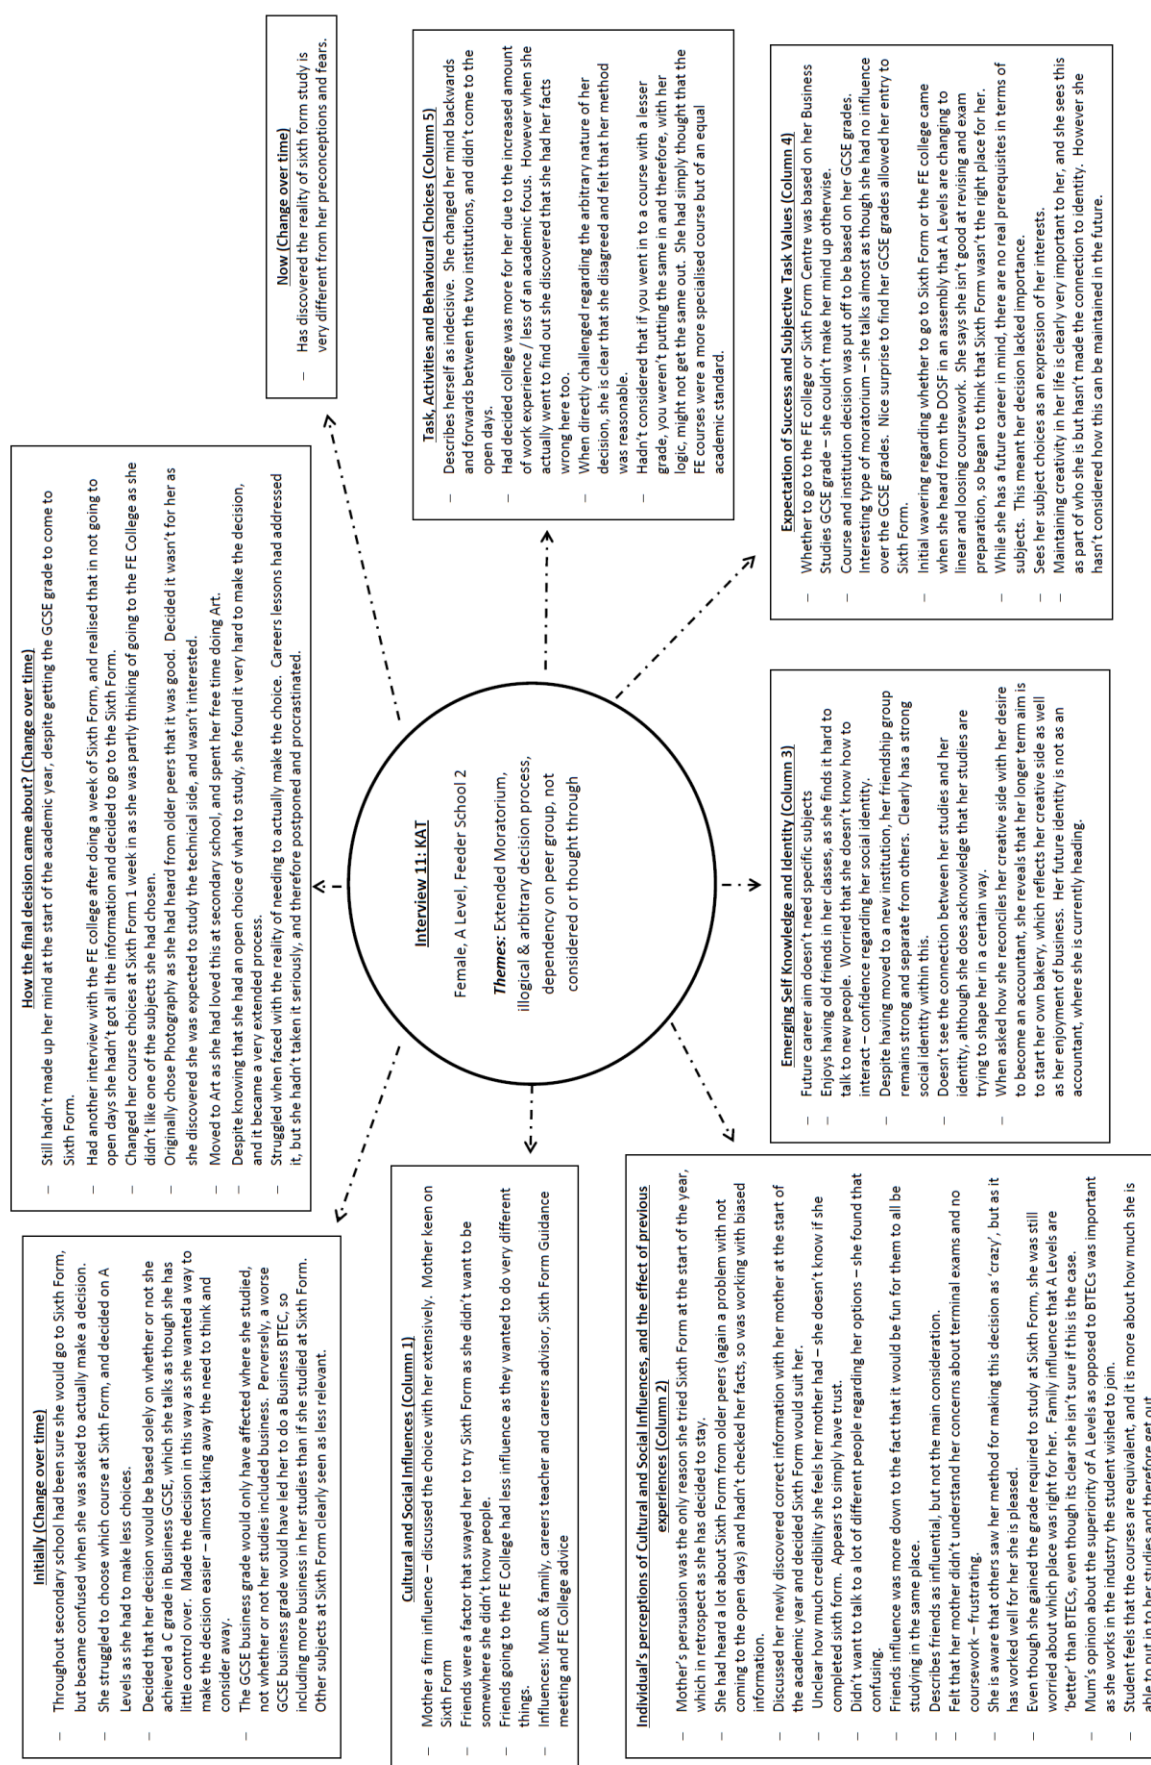 Initially (Change over time)
– Throughout secondary school had been sure she would go to Sixth Form,
but became confused when she was asked to actually make a decision.
– She struggled to choose which course at Sixth Form, and decided on A
Levels as she had to make less choices.
– Decided that her decision would be based solely on whether or not she
achieved a C grade in Business GCSE, which she talks as though she has
little control over. Made the decision in this way as she wanted a way to
make the decision easier – almost taking away the need to think and
consider away.
– The GCSE business grade would only have affected where she studied,
not whether or not her studies included business. Perversely, a worse
GCSE business grade would have led her to do a Business BTEC, so
including more business in her studies than if she studied at Sixth Form.
Other subjects at Sixth Form clearly seen as less relevant.
How the final decision came about? (Change over time)
– Still hadn't made up her mind at the start of the academic year, despite getting the GCSE grade to come to
Sixth Form.
– Had another interview with the FE college after doing a week of Sixth Form, and realised that in not going to
open days she hadn't got all the information and decided to go to the Sixth Form.
– Changed her course choices at Sixth Form 1 week in as she was partly thinking of going to the FE College as she
didn't like one of the subjects she had chosen.
– Originally chose Photography as she had heard from older peers that it was good. Decided it wasn't for her as
she discovered she was expected to study the technical side, and wasn't interested.
– Moved to Art as she had loved this at secondary school, and spent her free time doing Art.
– Despite knowing that she had an open choice of what to study, she found it very hard to make the decision,
and it became a very extended process.
– Struggled when faced with the reality of needing to actually make the choice. Careers lessons had addressed
it, but she hadn't taken it seriously, and therefore postponed and procrastinated.
Now (Change over time)
– Has discovered the reality of sixth form study is
very different from her preconceptions and fears.
Cultural and Social Influences (Column 1)
– Mother a firm influence – discussed the choice with her extensively. Mother keen on
Sixth Form
– Friends were a factor that swayed her to try Sixth Form as she didn't want to be
somewhere where she didn't know people.
– Friends going to the FE College had less influence as they wanted to do very different
things.
– Influences: Mum & family, careers teacher and careers advisor, Sixth Form Guidance
meeting and FE College advice
Interview 11: KAT
Female, A Level, Feeder School 2
Themes: Extended Moratorium,
illogical & arbitrary decision process,
dependency on peer group, not
considered or thought through
Task, Activities and Behavioural Choices (Column 5)
– Describes herself as indecisive. She changed her mind backwards
and forwards between the two institutions, and didn't come to the
open days.
– Had decided college was more for her due to the increased amount
of work experience / less of an academic focus. However when she
actually went to find out she discovered that she had her facts
wrong here too.
– When directly challenged regarding the arbitrary nature of her
decision, she is clear that she disagreed and felt that her method
was reasonable.
– Hadn't considered that if you went in to a course with a lesser
grade, you weren't putting the same in and therefore, with her
logic, might not get the same out. She had simply thought that the
FE courses were a more specialised course but of an equal
academic standard.
Individual's perceptions of Cultural and Social Influences, and the effect of previous
experiences (Column 2)
– Mother's persuasion was the only reason she tried Sixth Form at the start of the year,
which in retrospect as she has decided to stay.
– She had heard a lot about Sixth Form from older peers (again a problem with not
coming to the open days) and hadn't checked her facts, so was working with biased
information.
– Discussed her newly discovered correct information with her mother at the start of
the academic year and decided Sixth Form would suit her.
– Unclear how much credibility she feels her mother had – she doesn't know if she
completed sixth form. Appears to simply have trust.
– Didn't want to talk to a lot of different people regarding her options – she found that
confusing.
– Friends influence was more down to the fact that it would be fun for them to all be
studying in the same place.
– Describes friends as influential, but not the main consideration.
– Felt that her mother didn't understand her concerns about terminal exams and no
coursework – frustrating.
– She is aware that others saw her method for making this decision as 'crazy', but as it
has worked well for her she is pleased.
– Even though she gained the grade required to study at Sixth Form, she was still
worried about which place was right for her. Family influence that A Levels are
'better' than BTECs, even though its clear she isn't sure if this is the case.
– Mum's opinion about the superiority of A Levels as opposed to BTECs was important
as she works in the industry the student wished to join.
– Student feels that the courses are equivalent, and it is more about how much she is
able to put in to her studies and therefore get out.
Emerging Self Knowledge and Identity (Column 3)
– Future career aim doesn't need specific subjects
– Enjoys having old friends in her classes, as she finds it hard to
talk to new people. Worried that she doesn't know how to
interact – confidence regarding her social identity.
– Despite having moved to a new institution, her friendship group
remains strong and separate from others. Clearly has a strong
social identity within this.
– Doesn't see the connection between her studies and her
identity, although she does acknowledge that her studies are
trying to shape her in a certain way.
– When asked how she reconciles her creative side with her desire
to become an accountant, she reveals that her longer term aim is
to start her own bakery, which reflects her creative side as well
as her enjoyment of business. Her future identity is not as an
accountant, where she is currently heading.
Expectation of Success and Subjective Task Values (Column 4)
– Whether to go to the FE college or Sixth Form Centre was based on her Business
Studies GCSE grade – she couldn't make her mind up otherwise.
– Course and institution decision was put off to be based on her GCSE grades.
Interesting type of moratorium – she talks almost as though she had no influence
over the GCSE grades. Nice surprise to find her GCSE grades allowed her entry to
Sixth Form.
– Initial wavering regarding whether to go to Sixth Form or the FE college came
when she heard from the DOSF in an assembly that A Levels are changing to
linear and loosing coursework. She says she isn't good at revising and exam
preparation, so began to think that Sixth Form wasn't the right place for her.
– While she has a future career in mind, there are no real prerequisites in terms of
subjects. This meant her decision lacked importance.
– Sees her subject choices as an expression of her interests.
– Maintaining creativity in her life is clearly very important to her, and she sees this
as part of who she is but hasn't made the connection to identity. However she
hasn't considered how this can be maintained in the future.